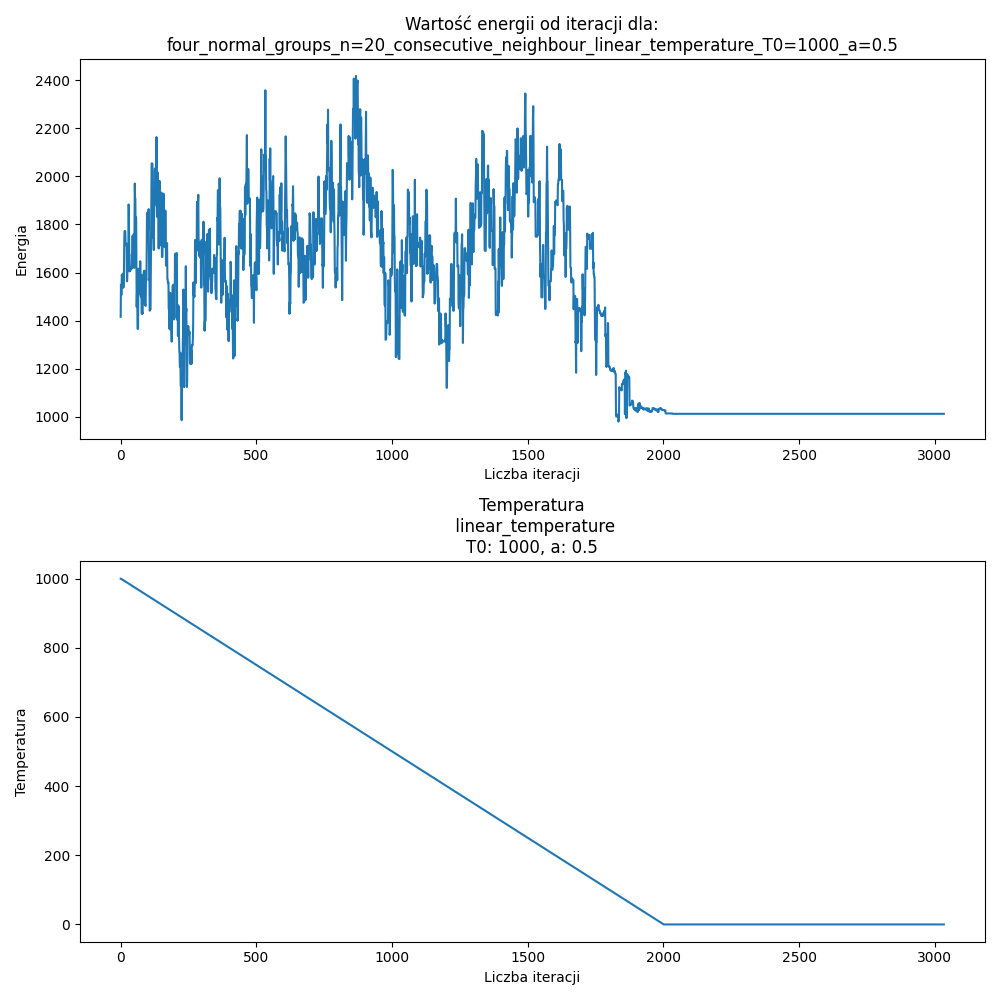 Wartość energii od iteracji dla:
four_normal_groups_n=20_consecutive_neighbour_linear_temperature_T0=1000_a=0.5
2400
2200
2000
1800
1600
1400
1200
1000
Energia
0 500 1000 1500 2000 2500 3000
Liczba iteracji
Temperatura
linear_temperature
T0: 1000, a: 0.5
1000
800
600
400
200
0
Temperatura
0 500 1000 1500 2000 2500 3000
Liczba iteracji